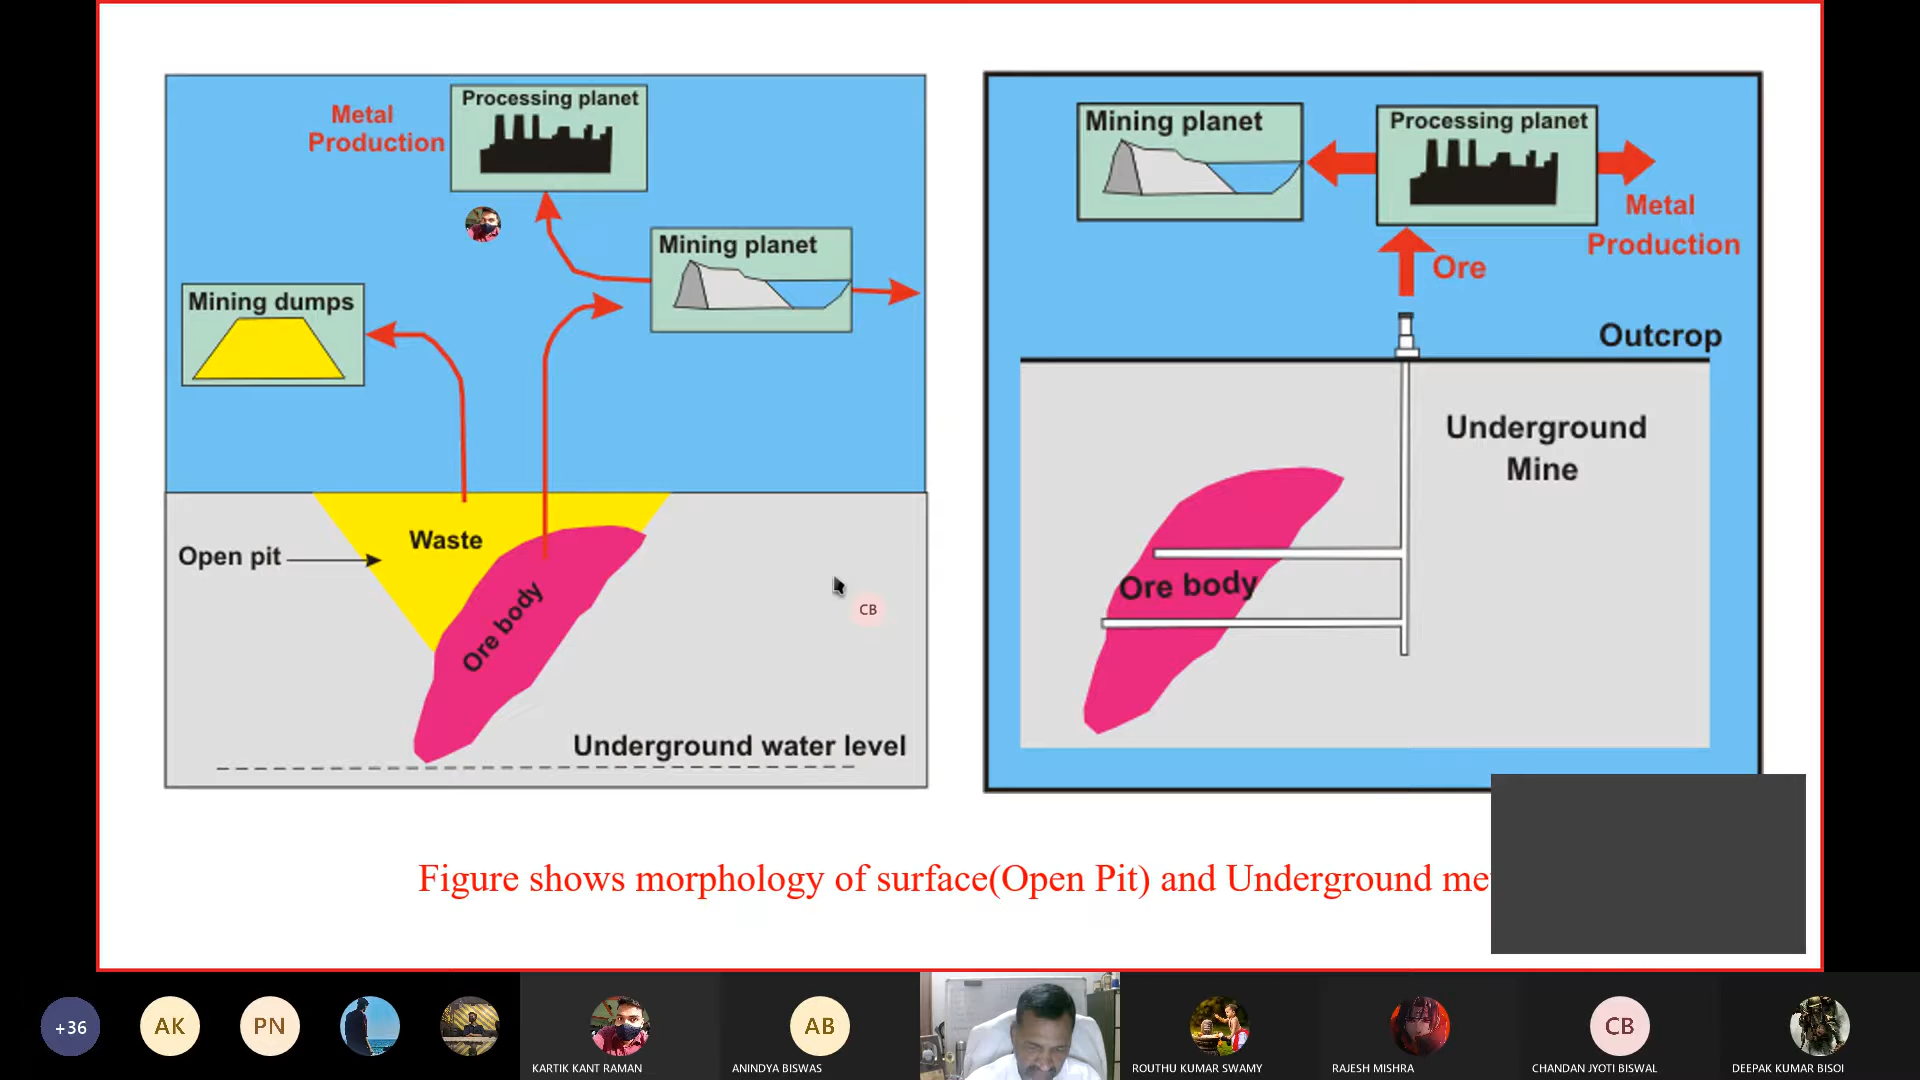 Metal
Production
Processing planet
Mining planet
Mining dumps
Open pit
Waste
Ore body
CB
Underground water level
Mining planet
Processing planet
Metal
Production
Ore
Outcrop
Underground
Mine
Ore body
Figure shows morphology of surface(Open Pit) and Underground me
+36
AK
PN
KARTIK KANT RAMAN
AB
ANINDYA BISWAS
ROUTHU KUMAR SWAMY
RAJESH MISHRA
CB
CHANDAN JYOTI BISWAL
DEEPAK KUMAR BISOI